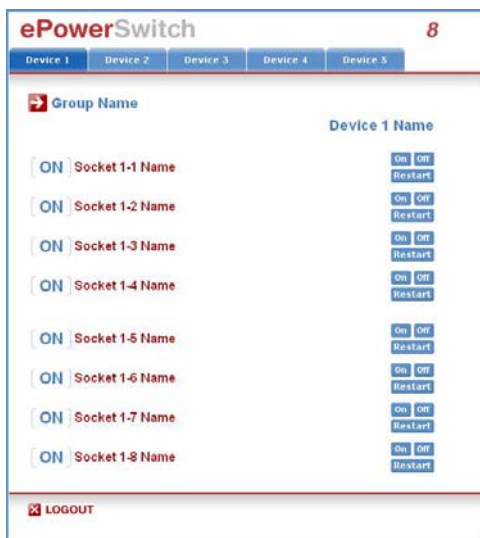 ePowerSwitch 8
Device 1 Device 2 Device 3 Device 4 Device 5
Group Name
Device 1 Name
ON Socket 1-1 Name On Off
Restart
ON Socket 1-2 Name On Off
Restart
ON Socket 1-3 Name On Off
Restart
ON Socket 1-4 Name On Off
Restart
ON Socket 1-5 Name On Off
Restart
ON Socket 1-6 Name On Off
Restart
ON Socket 1-7 Name On Off
Restart
ON Socket 1-8 Name On Off
Restart
LOGOUT